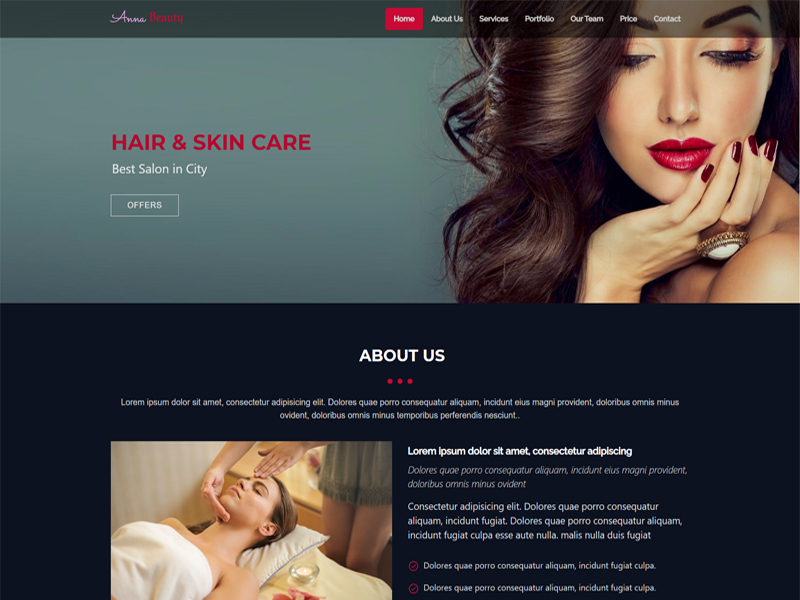 Anna Beauty
Home About Us Services Portfolio Our Team Price Contact
HAIR & SKIN CARE
Best Salon in City
OFFERS
ABOUT US
Lorem ipsum dolor sit amet, consectetur adipisicing elit. Dolores quae porro consequatur aliquam, incidunt eius magni provident, doloribus omnis minus
ovident, doloribus omnis minus temporibus perferendis nesciunt..
Lorem ipsum dolor sit amet, consectetur adipiscing
Dolores quae porro consequatur aliquam, incidunt eius magni provident,
doloribus omnis minus ovident
Consectetur adipisicing elit. Dolores quae porro consequatur
aliquam, incidunt fugiat. Dolores quae porro consequatur aliquam,
incidunt fugiat culpa esse aute nulla. malis nulla duis fugiat
Dolores quae porro consequatur aliquam, incidunt fugiat culpa.
Dolores quae porro consequatur aliquam, incidunt fugiat culpa.